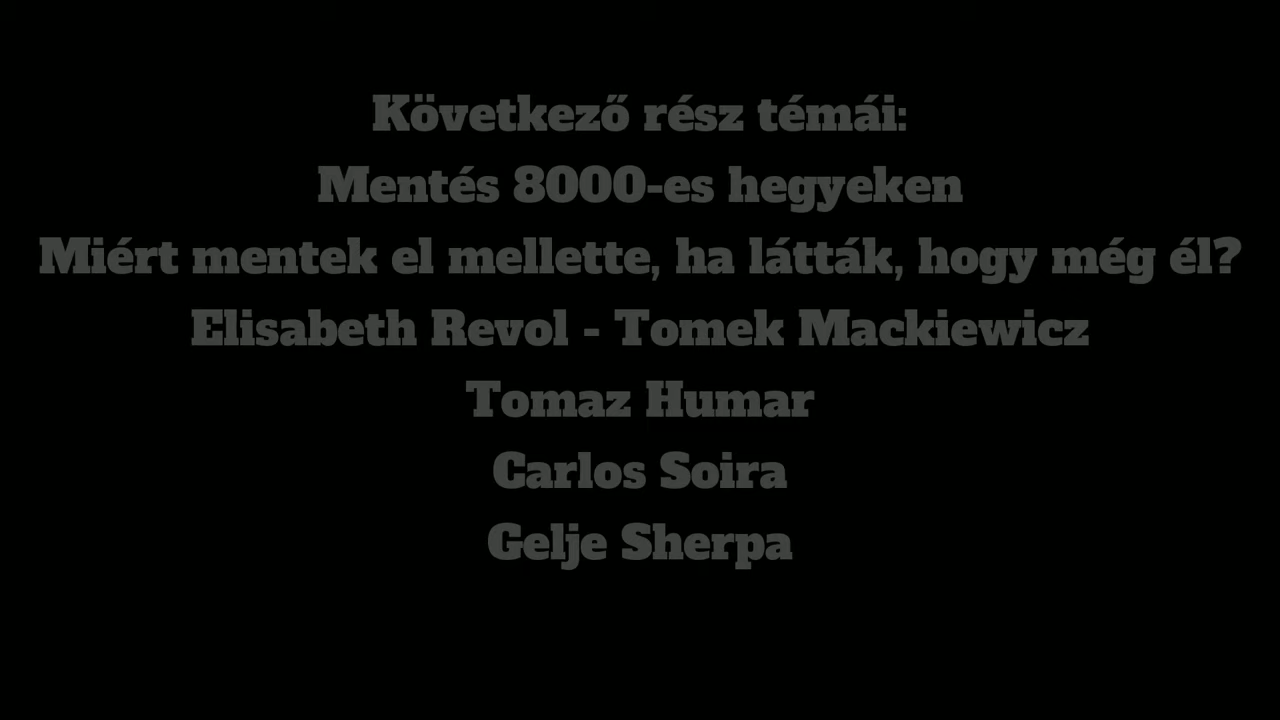 Következő rész témái:
Mentés 8000-es hegyeken
Miért mentek el mellette, ha látták, hogy még él?
Elisabeth Revol - Tomek Mackiewicz
Tomaz Humar
Carlos Soira
Gelje Sherpa